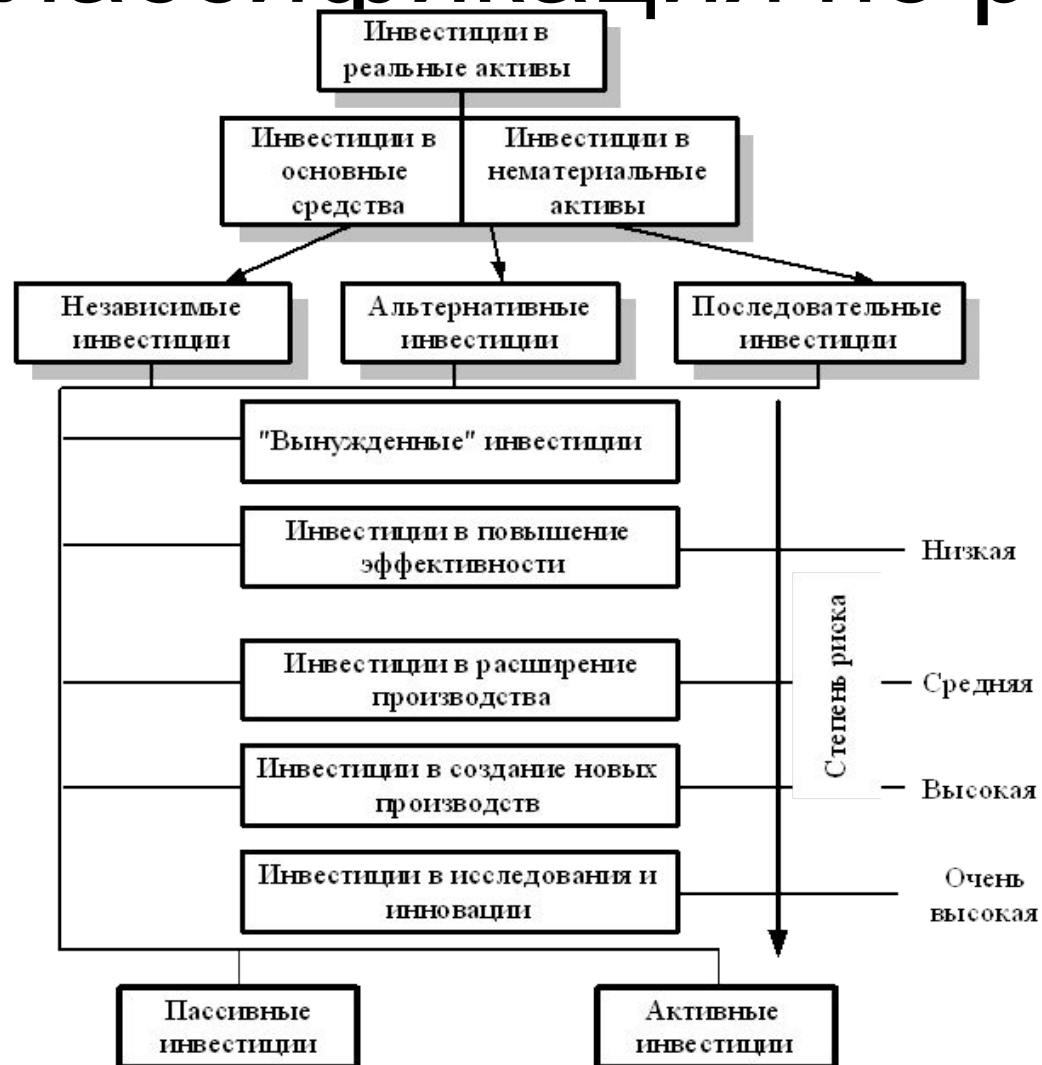 Инвестиции в
реальные активы
Инвестиции в
основные
средства
Инвестиции в
нематериальные
активы
Независимые
инвестиции
Альтернативные
инвестиции
Последовательные
инвестиции
"Вынужденные" инвестиции
Инвестиции в повышение
эффективности
Низкая
Степень риска
Инвестиции в расширение
производства
Средняя
Инвестиции в создание новых
производств
Высокая
Инвестиции в исследования и
инновации
Очень
высокая
Пассивные
инвестиции
Активные
инвестиции